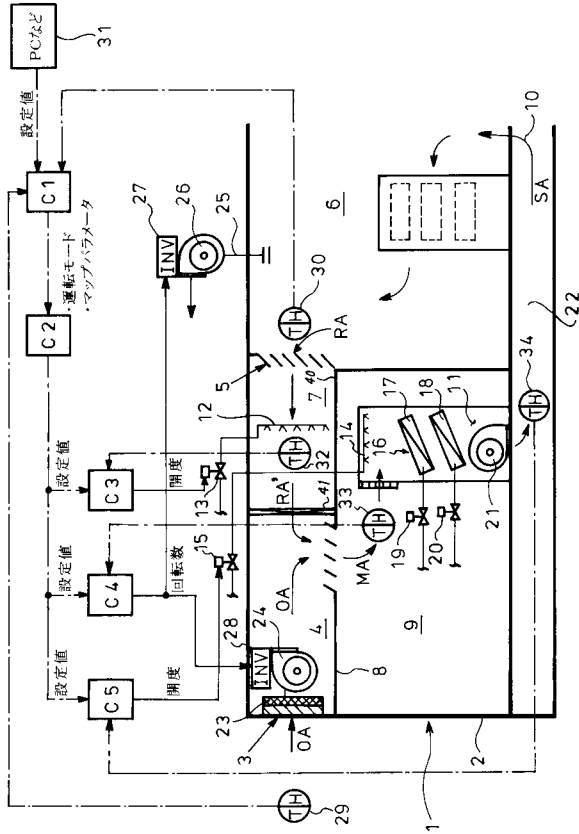 PCなど
31
設定値
C1
C2
・運転モード
・マップパラメータ
27
INV
26
25
設定値
C3
開度
設定値
C4
回転数
設定値
C5
開度
30
TH
RA
5
6
10
SA
22
12
7
40
13
TH
32
RA'
41
15
14
17
18
16
11
34
TH
33
TH
MA
OA
19
20
21
28
INV
24
4
23
8
9
3
OA
2
1
TH
29